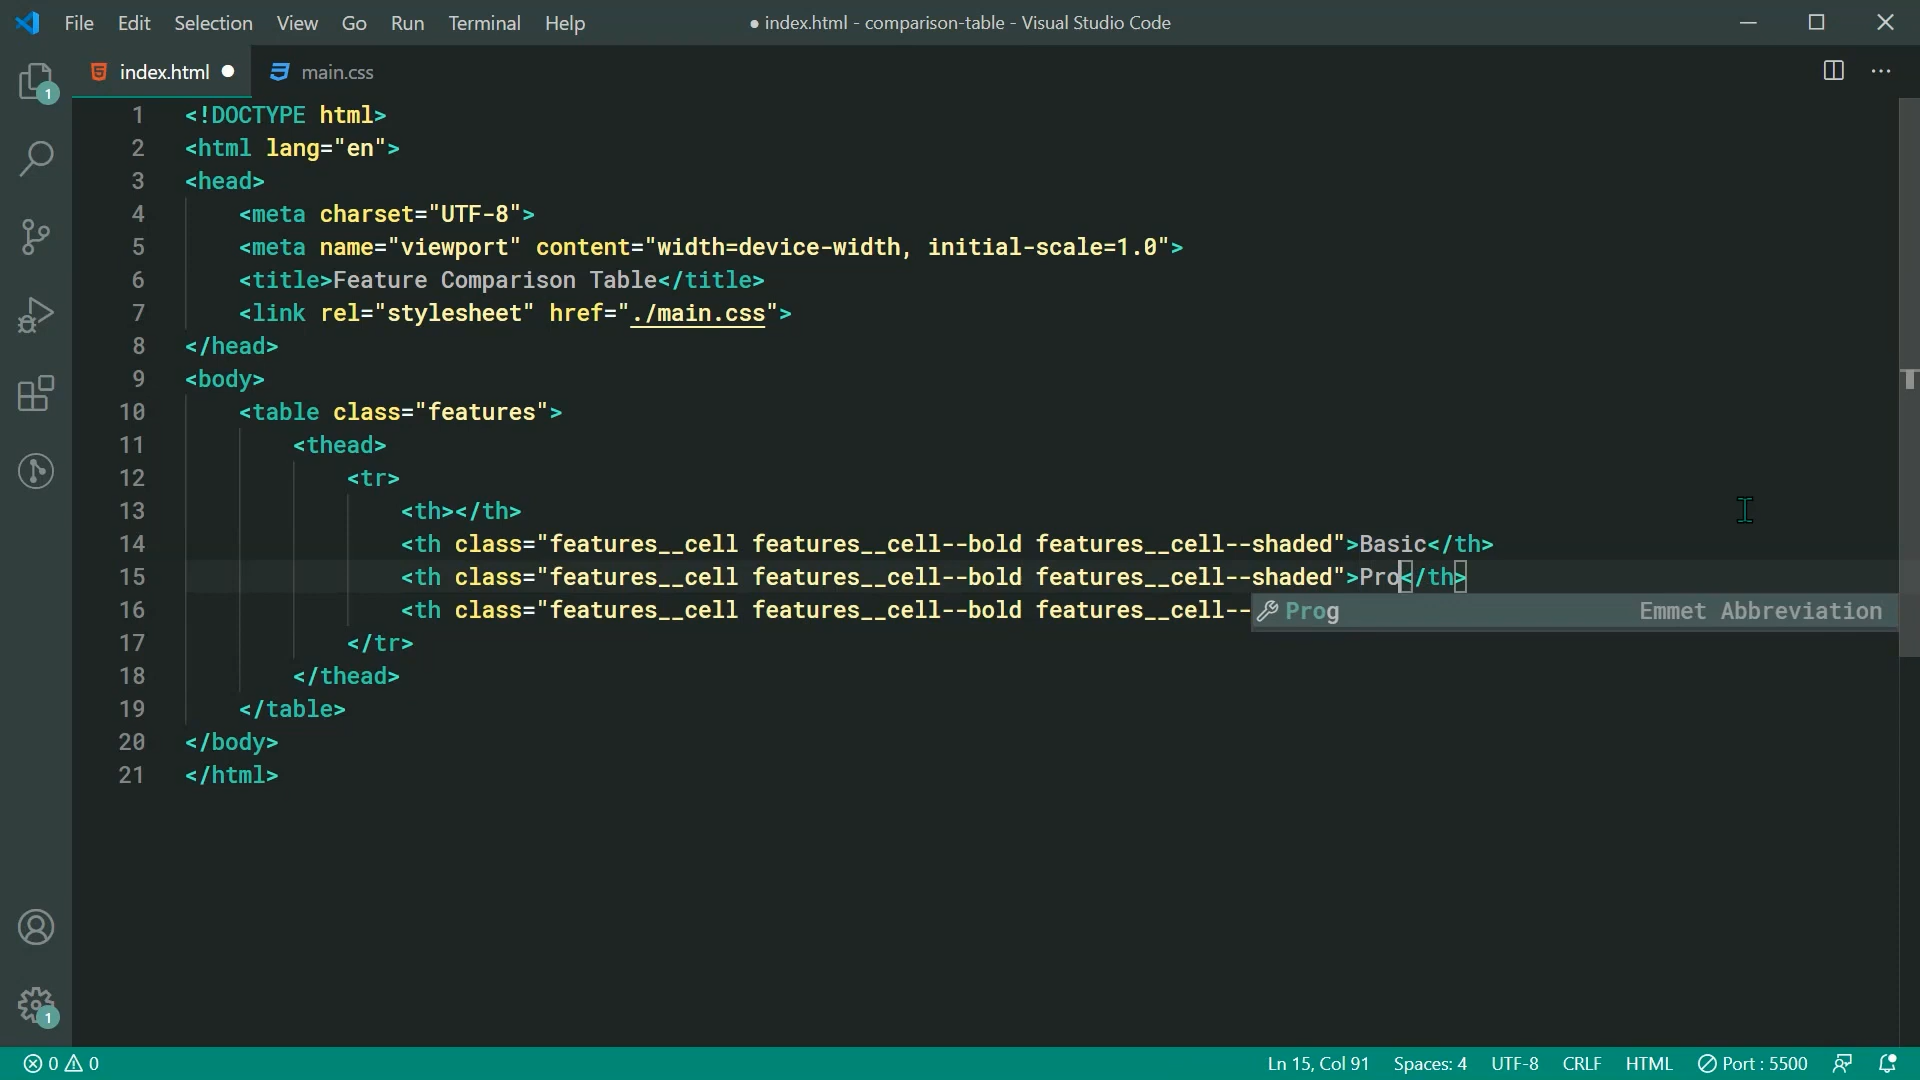 File Edit Selection View Go Run Terminal Help ● index.html - comparison-table - Visual Studio Code
index.html ● main.css
1 <!DOCTYPE html>
2 <html lang="en">
3 <head>
4 <meta charset="UTF-8">
5 <meta name="viewport" content="width=device-width, initial-scale=1.0">
6 <title>Feature Comparison Table</title>
7 <link rel="stylesheet" href="./main.css">
8 </head>
9 <body>
10 <table class="features">
11 <thead>
12 <tr>
13 <th></th>
14 <th class="features__cell features__cell--bold features__cell--shaded">Basic</th>
15 <th class="features__cell features__cell--bold features__cell--shaded">Pro</th>
16 <th class="features__cell features__cell--bold features__cell-- Prog Emmet Abbreviation
17 </tr>
18 </thead>
19 </table>
20 </body>
21 </html>
1
1
0 0 Ln 15, Col 91 Spaces: 4 UTF-8 CRLF HTML Port : 5500